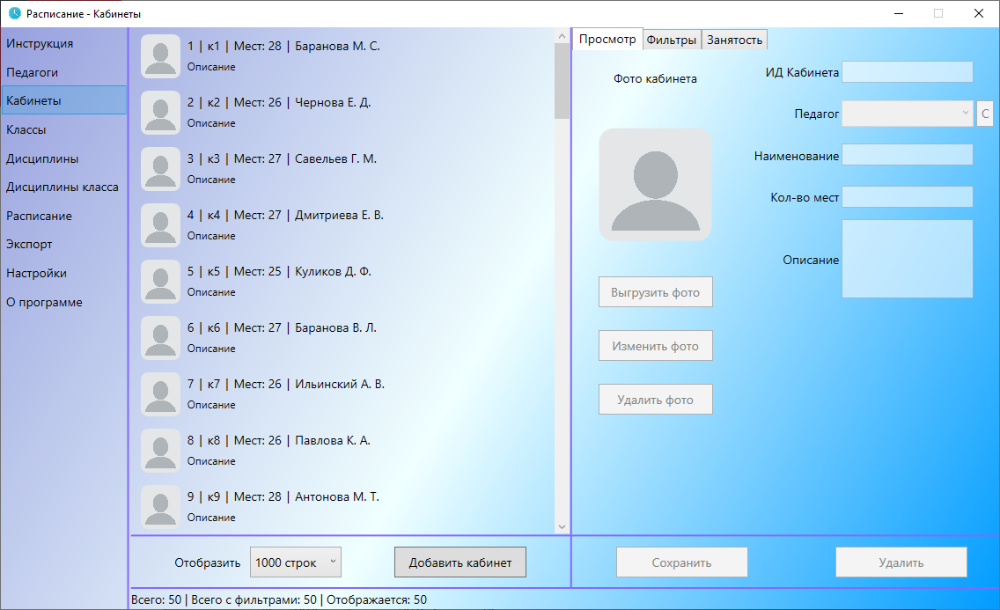 Расписание - Кабинеты
Инструкция
Педагоги
Кабинеты
Классы
Дисциплины
Дисциплины класса
Расписание
Экспорт
Настройки
О программе
1 | к1 | Мест: 28 | Баранова М. С.
Описание
2 | к2 | Мест: 26 | Чернова Е. Д.
Описание
3 | к3 | Мест: 27 | Савельев Г. М.
Описание
4 | к4 | Мест: 27 | Дмитриева Е. В.
Описание
5 | к5 | Мест: 25 | Куликов Д. Ф.
Описание
6 | к6 | Мест: 27 | Баранова В. Л.
Описание
7 | к7 | Мест: 26 | Ильинский А. В.
Описание
8 | к8 | Мест: 26 | Павлова К. А.
Описание
9 | к9 | Мест: 28 | Антонова М. Т.
Описание
Отобразить 1000 строк Добавить кабинет
Просмотр Фильтры Занятость
Фото кабинета
Выгрузить фото
Изменить фото
Удалить фото
ИД Кабинета
Педагог С
Наименование
Кол-во мест
Описание
Сохранить Удалить
Всего: 50 | Всего с фильтрами: 50 | Отображается: 50